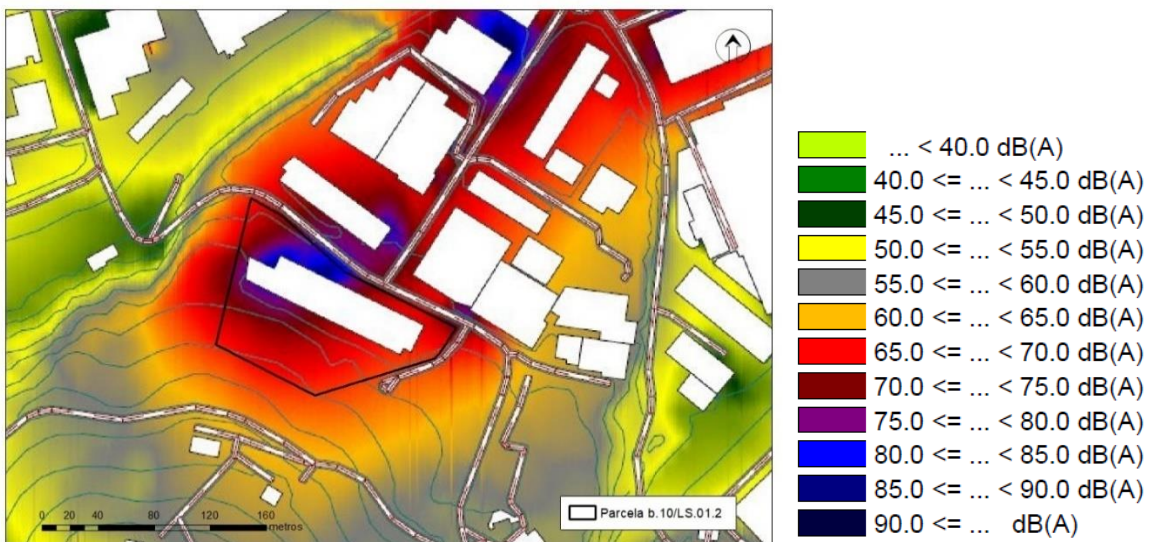 ... < 40.0 dB(A)
40.0 <= ... < 45.0 dB(A)
45.0 <= ... < 50.0 dB(A)
50.0 <= ... < 55.0 dB(A)
55.0 <= ... < 60.0 dB(A)
60.0 <= ... < 65.0 dB(A)
65.0 <= ... < 70.0 dB(A)
70.0 <= ... < 75.0 dB(A)
75.0 <= ... < 80.0 dB(A)
80.0 <= ... < 85.0 dB(A)
85.0 <= ... < 90.0 dB(A)
90.0 <= ... dB(A)
Parcela b.10/LS.01.2
0 20 40 80 120 160
metros